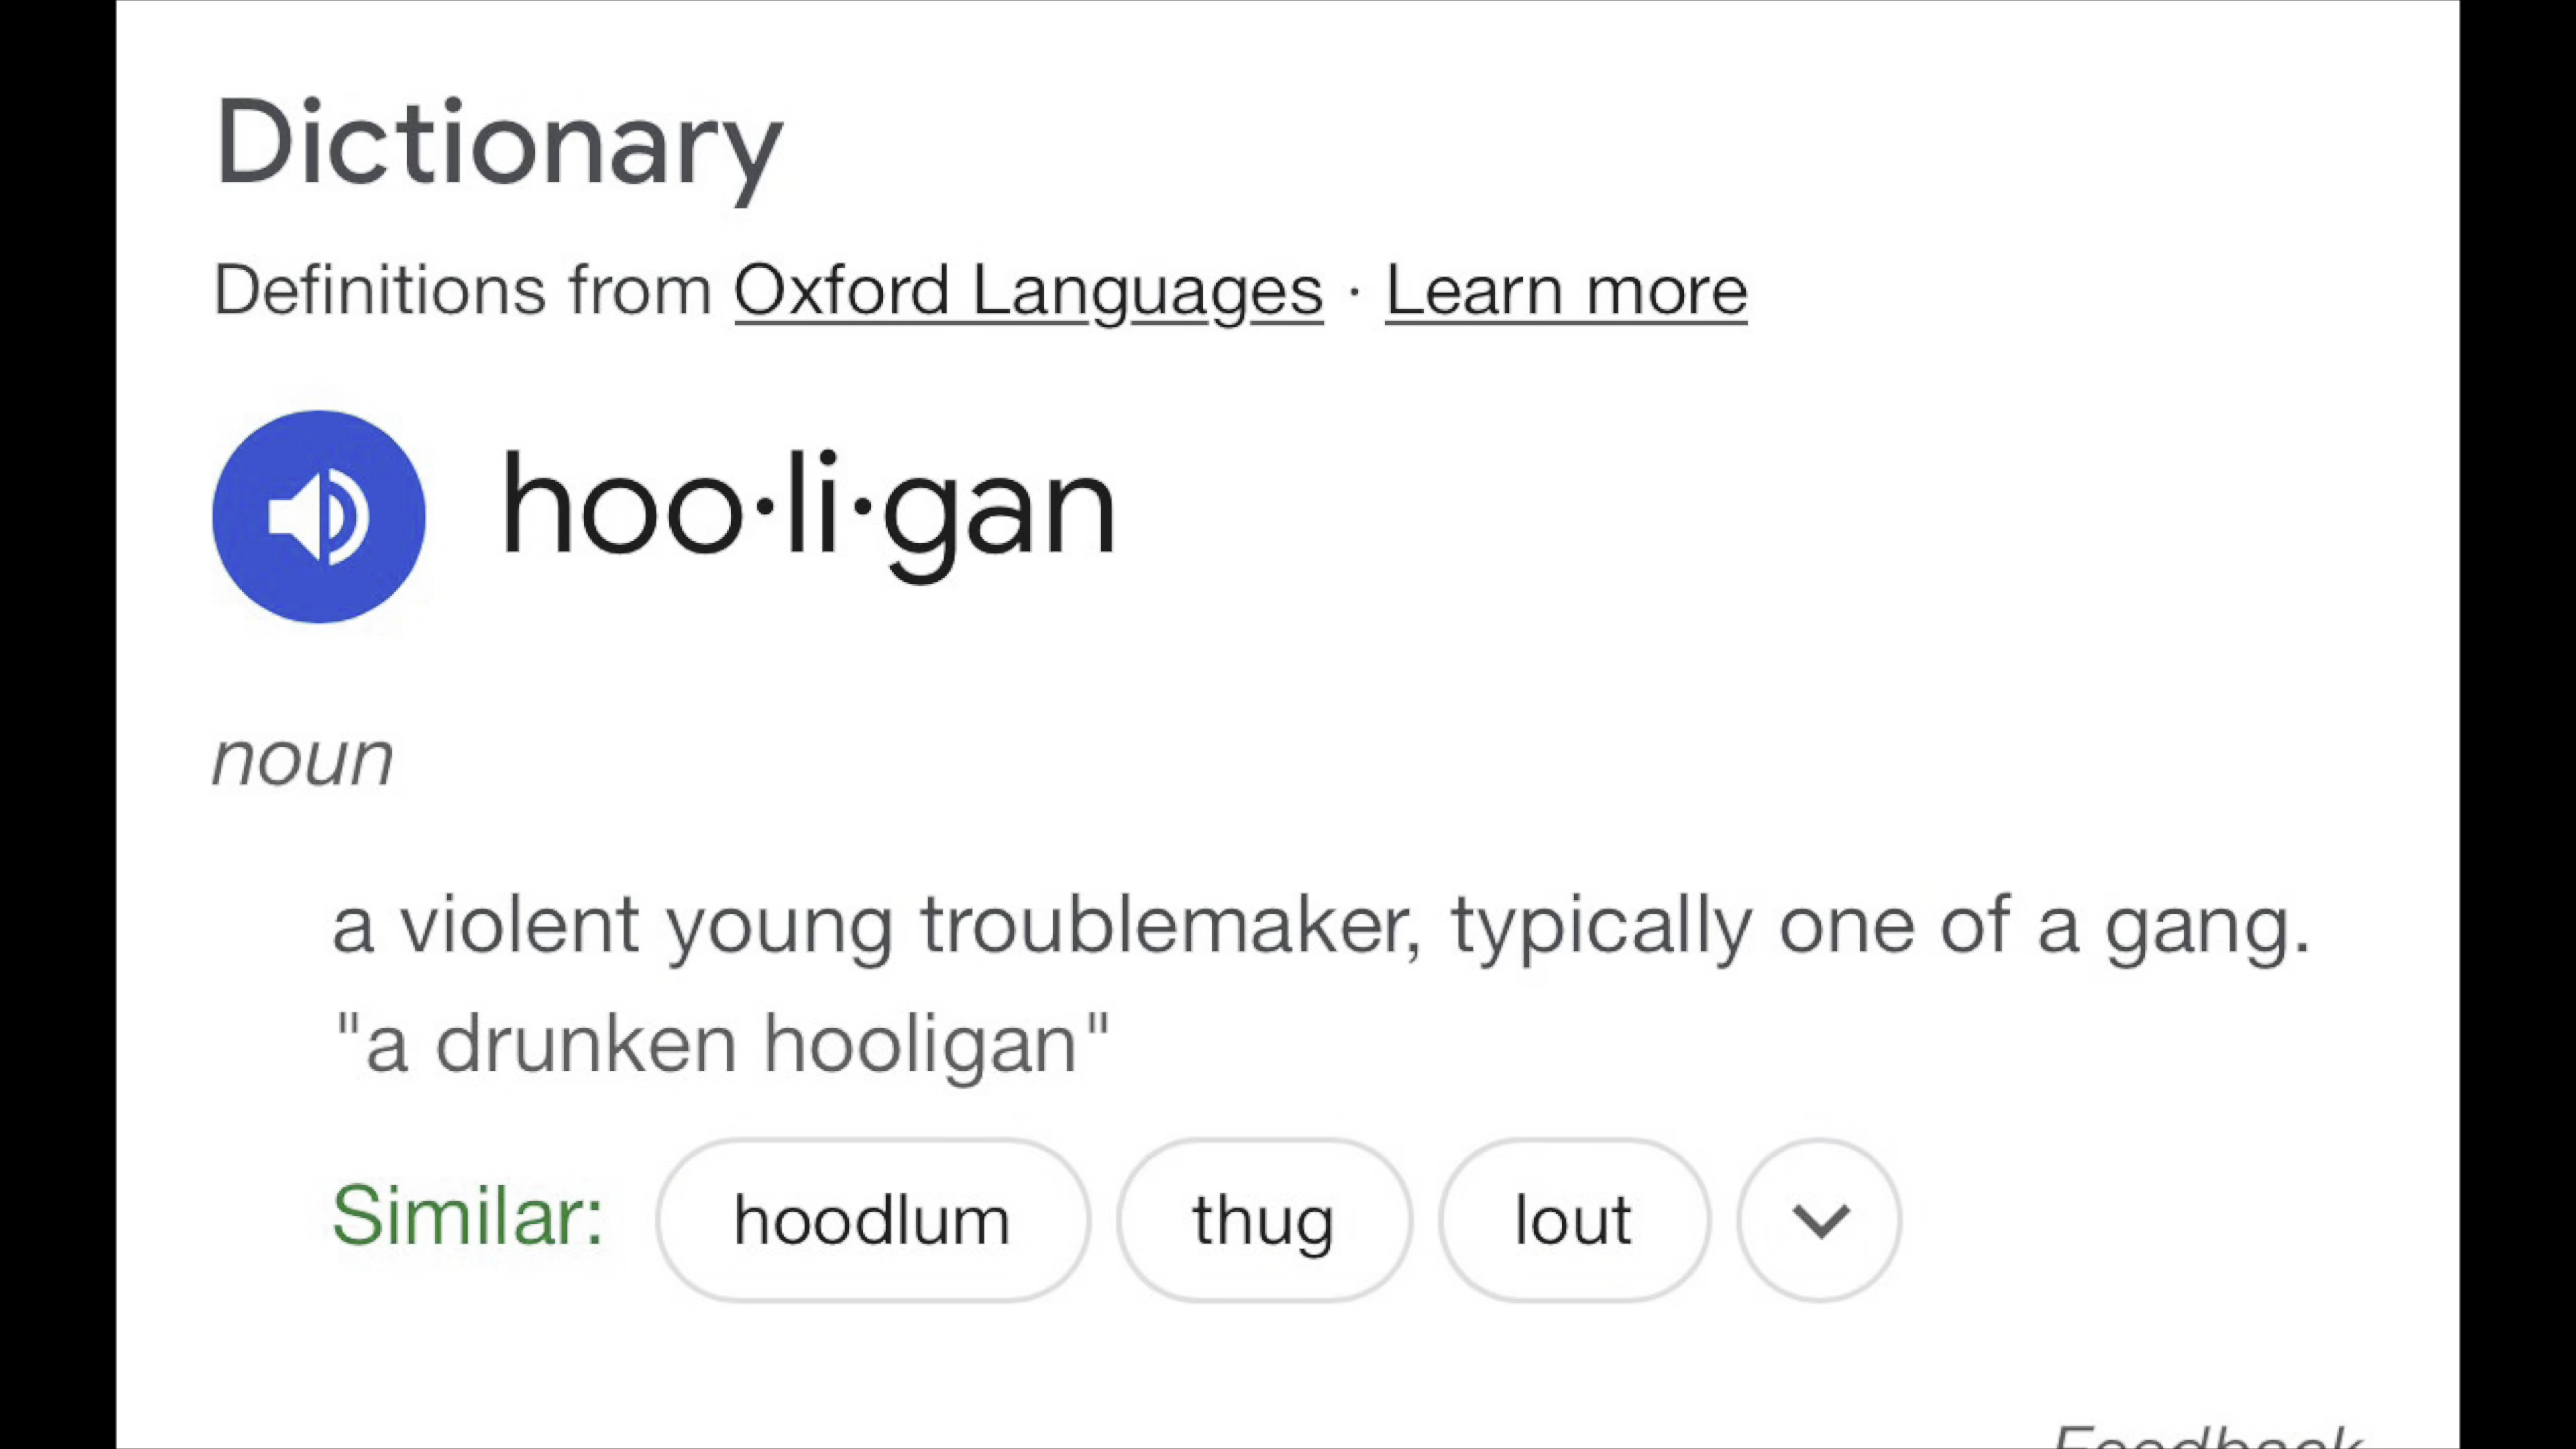 Dictionary
Definitions from Oxford Languages · Learn more
hoo·li·gan
noun
a violent young troublemaker, typically one of a gang.
"a drunken hooligan"
Similar: hoodlum thug lout
Feedback